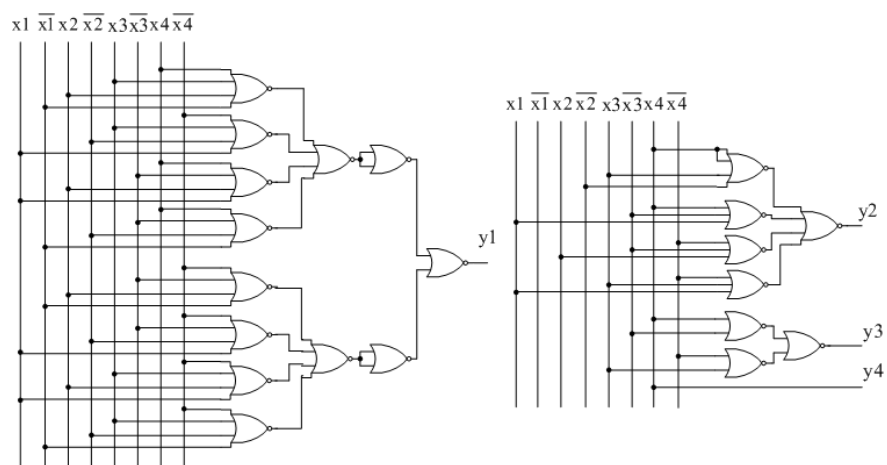 x1 x̅1̅ x2 x̅2̅ x3 x̅3̅ x4 x̅4̅
y1
x1 x̅1̅ x2 x̅2̅ x3 x̅3̅ x4 x̅4̅
y2
y3
y4